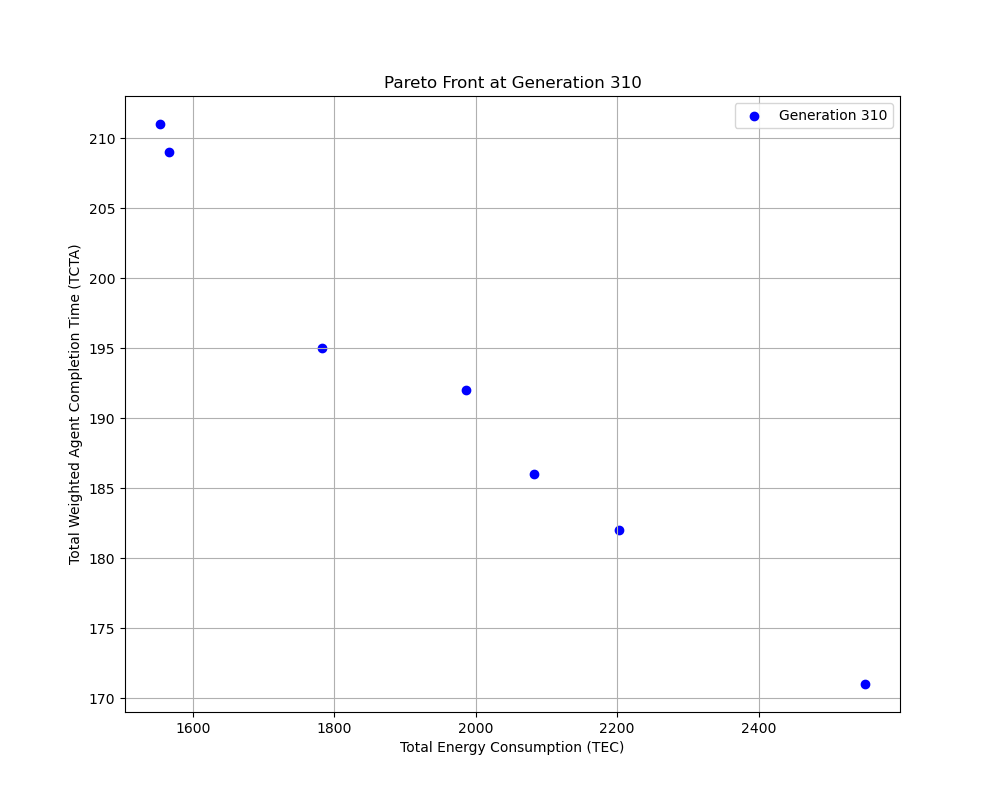 Pareto Front at Generation 310
Generation 310
Total Weighted Agent Completion Time (TCTA)
210
205
200
195
190
185
180
175
170
1600 1800 2000 2200 2400
Total Energy Consumption (TEC)